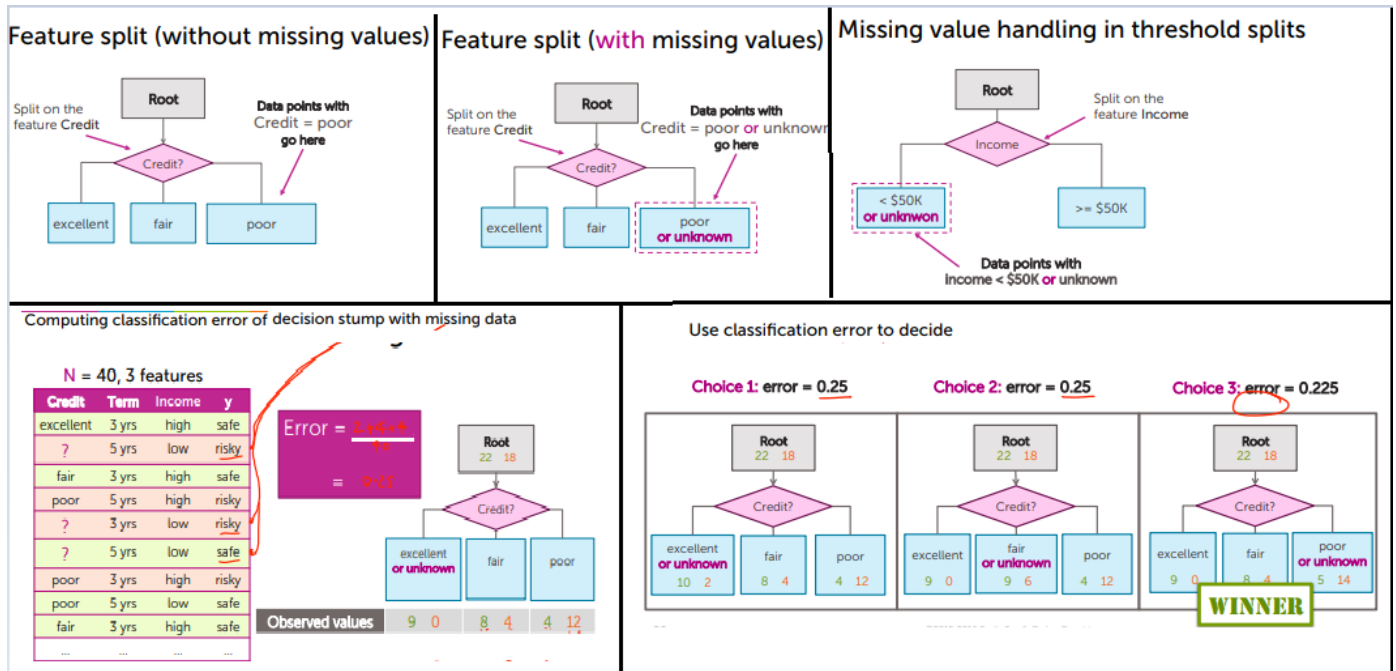 Feature split (without missing values)
Root
Split on the
feature Credit
Data points with
Credit = poor
go here
Credit?
excellent
fair
poor
Feature split (with missing values)
Root
Split on the
feature Credit
Data points with
Credit = poor or unknown
go here
Credit?
excellent
fair
poor
or unknown
Missing value handling in threshold splits
Root
Split on the
feature Income
Income
< $50K
or unknwon
>= $50K
Data points with
income < $50K or unknown
Computing classification error of decision stump with missing data
N = 40, 3 features
Credit Term Income y
excellent 3 yrs high safe
? 5 yrs low risky
fair 3 yrs high safe
poor 5 yrs high risky
? 3 yrs low risky
? 5 yrs low safe
poor 3 yrs high risky
poor 5 yrs low safe
fair 3 yrs high safe
... ... ... ...
Error =
=
Root
22 18
Credit?
excellent
or unknown
fair
poor
Observed values 9 0 8 4 4 12
Use classification error to decide
Choice 1: error = 0.25
Root
22 18
Credit?
excellent
or unknown
10 2
fair
8 4
poor
4 12
Choice 2: error = 0.25
Root
22 18
Credit?
excellent
9 0
fair
or unknown
9 6
poor
4 12
Choice 3: error = 0.225
Root
22 18
Credit?
excellent
9 0
fair
8 4
poor
or unknown
5 14
WINNER